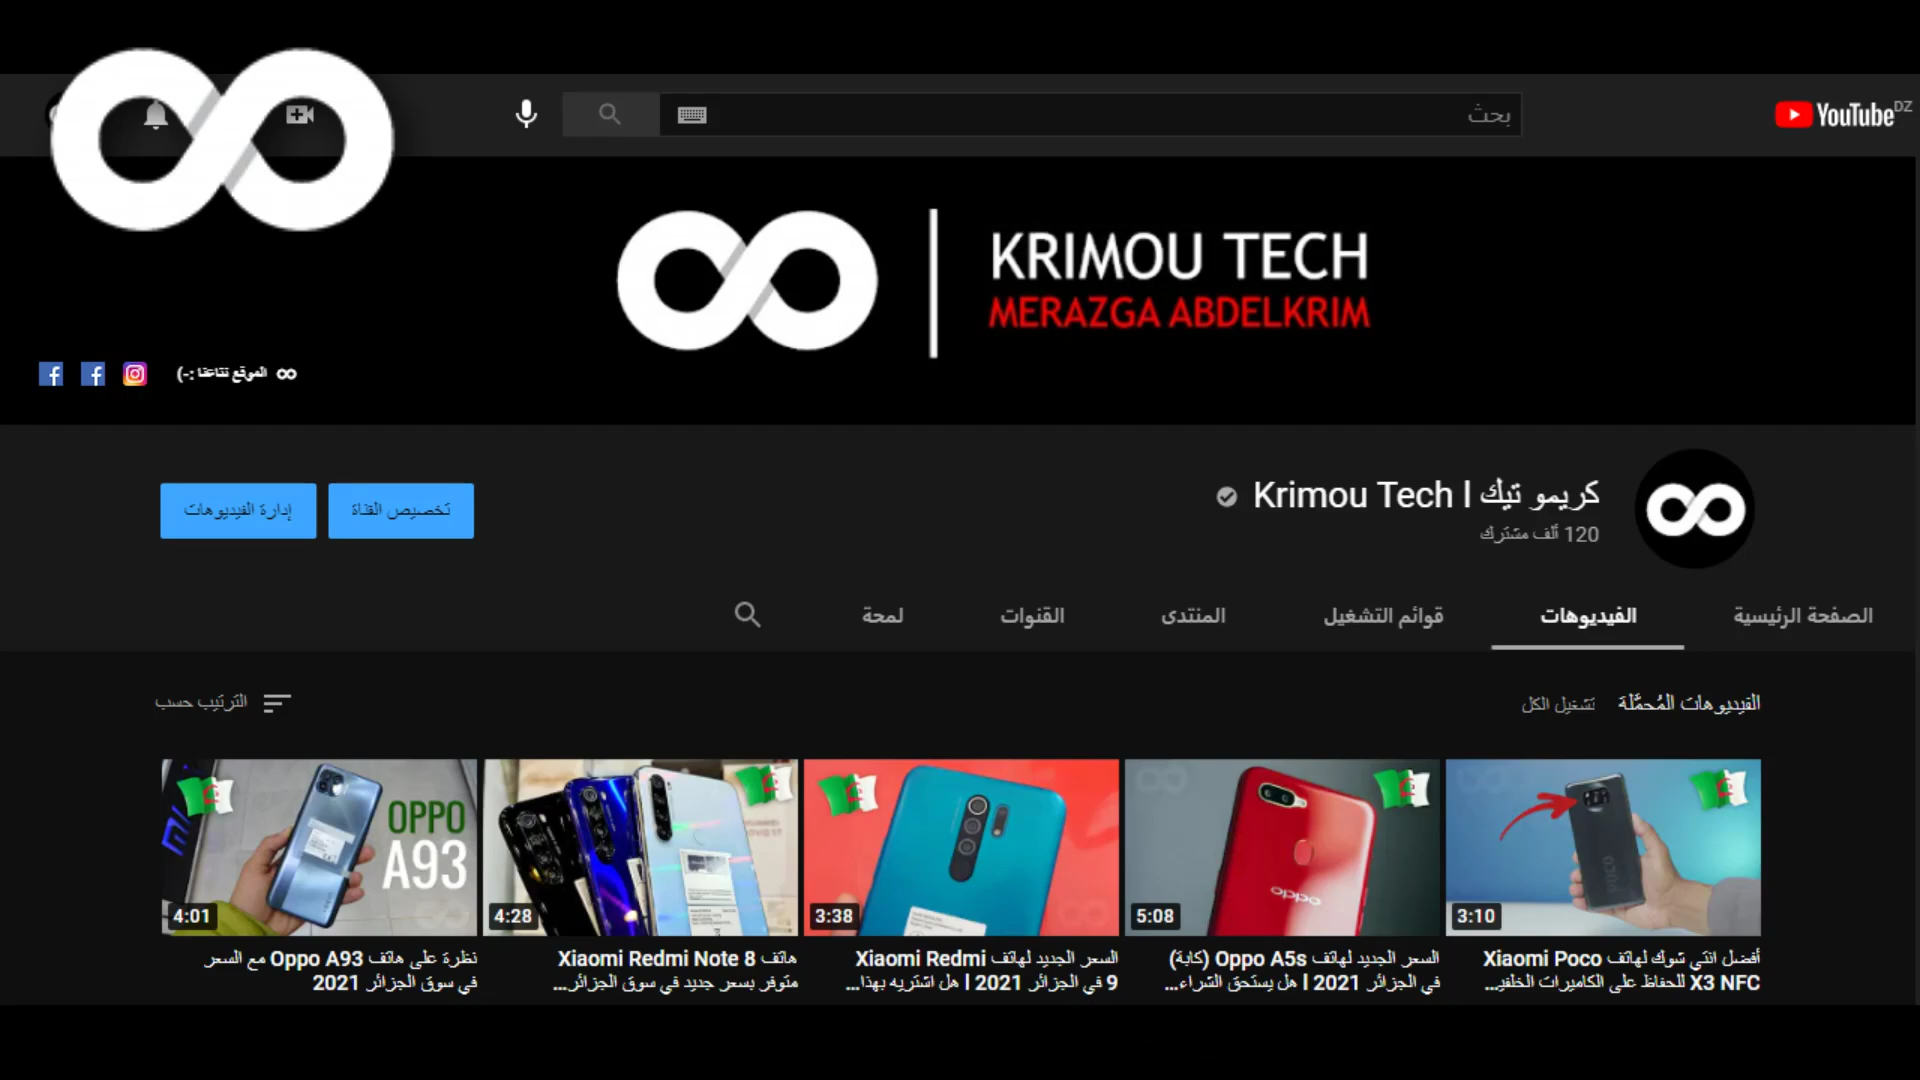 YouTube DZ
بحث
KRIMOU TECH
MERAZGA ABDELKRIM
الموقع نتاعنا :-)
كريمو تيك | Krimou Tech
120 ألف مشترك
تخصيص القناة
إدارة الفيديوهات
الصفحة الرئيسية
الفيديوهات
قوائم التشغيل
المنتدى
القنوات
لمحة
الفيديوهات المُحمَّلة
تشغيل الكل
الترتيب حسب
POCO
3:10
oppo
5:08
3:38
4:28
OPPO
A93
4:01
أفضل انتي شوك لهاتف Xiaomi Poco
X3 NFC للحفاظ على الكاميرات الخلفيـ...
السعر الجديد لهاتف Oppo A5s (كابة)
في الجزائر 2021 | هل يستحق الشراء...
السعر الجديد لهاتف Xiaomi Redmi
9 في الجزائر 2021 | هل اشتريه بهذا...
هاتف Xiaomi Redmi Note 8
متوفر بسعر جديد في سوق الجزائر...
نظرة على هاتف Oppo A93 مع السعر
في سوق الجزائر 2021